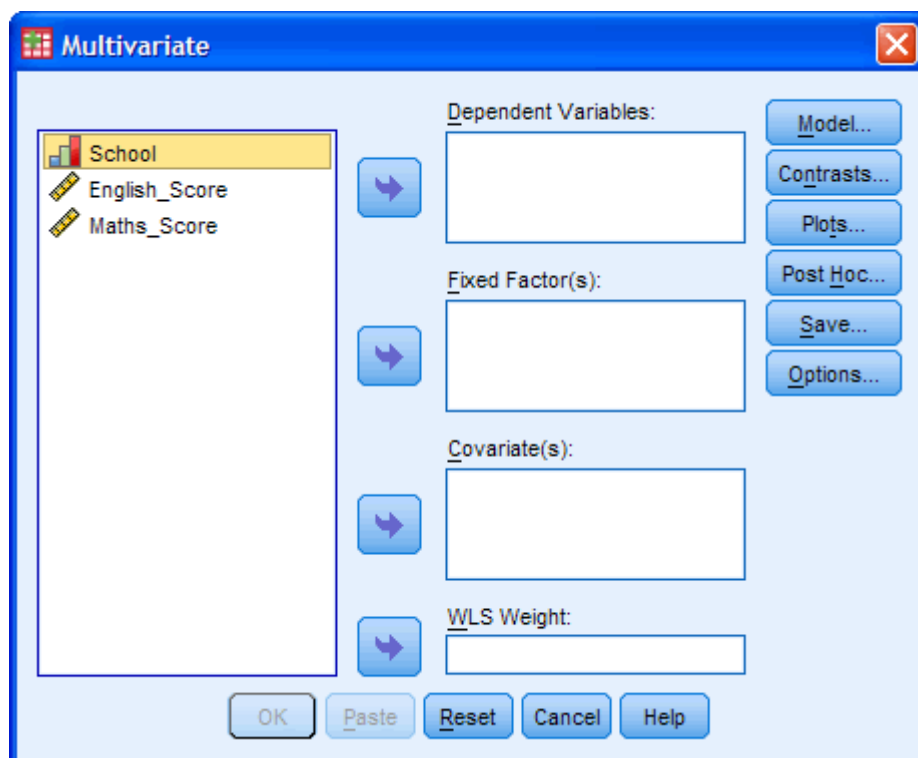 Multivariate
School
English_Score
Maths_Score
Dependent Variables:
Fixed Factor(s):
Covariate(s):
WLS Weight:
Model...
Contrasts...
Plots...
Post Hoc...
Save...
Options...
OK
Paste
Reset
Cancel
Help